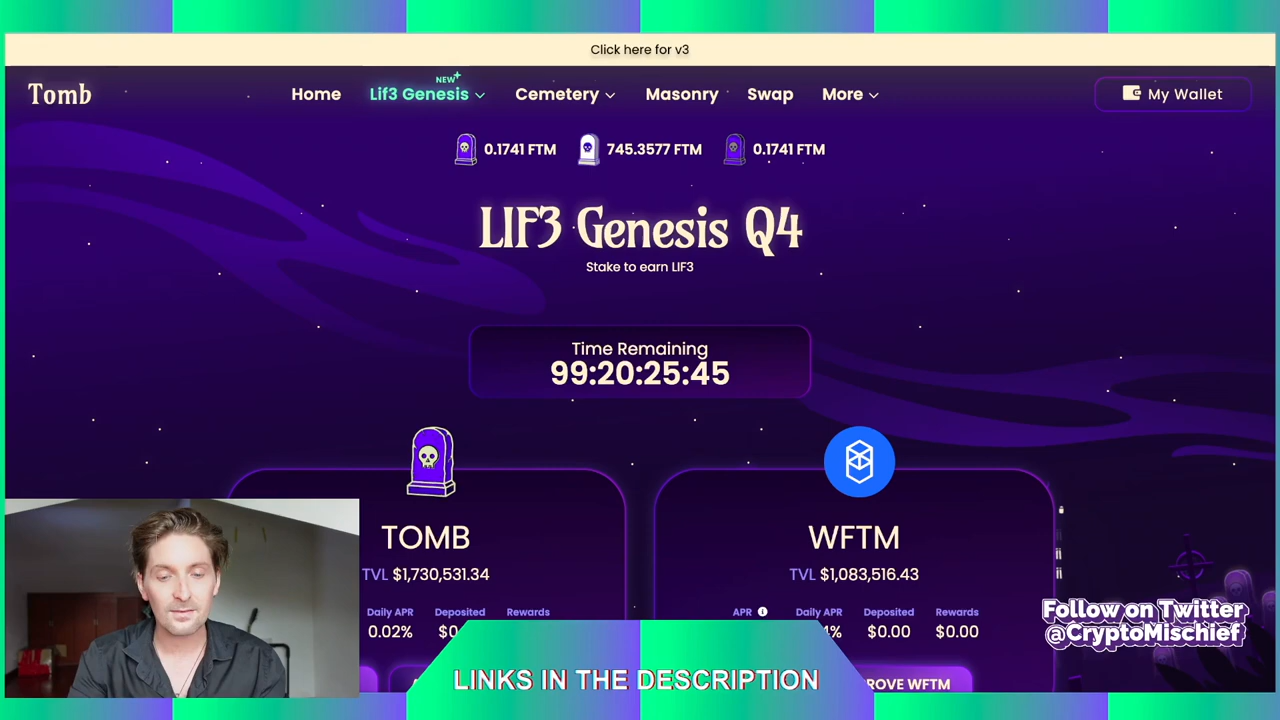 Click here for v3
Tomb
Home
NEW
Lif3 Genesis
Cemetery
Masonry
Swap
More
My Wallet
0.1741 FTM
745.3577 FTM
0.1741 FTM
LIF3 Genesis Q4
Stake to earn LIF3
Time Remaining
99:20:25:45
TOMB
TVL $1,730,531.34
Daily APR Deposited Rewards
0.02%
WFTM
TVL $1,083,516.43
APR Daily APR Deposited Rewards
$0.00 $0.00
LINKS IN THE DESCRIPTION
Follow on Twitter
@CryptoMischief